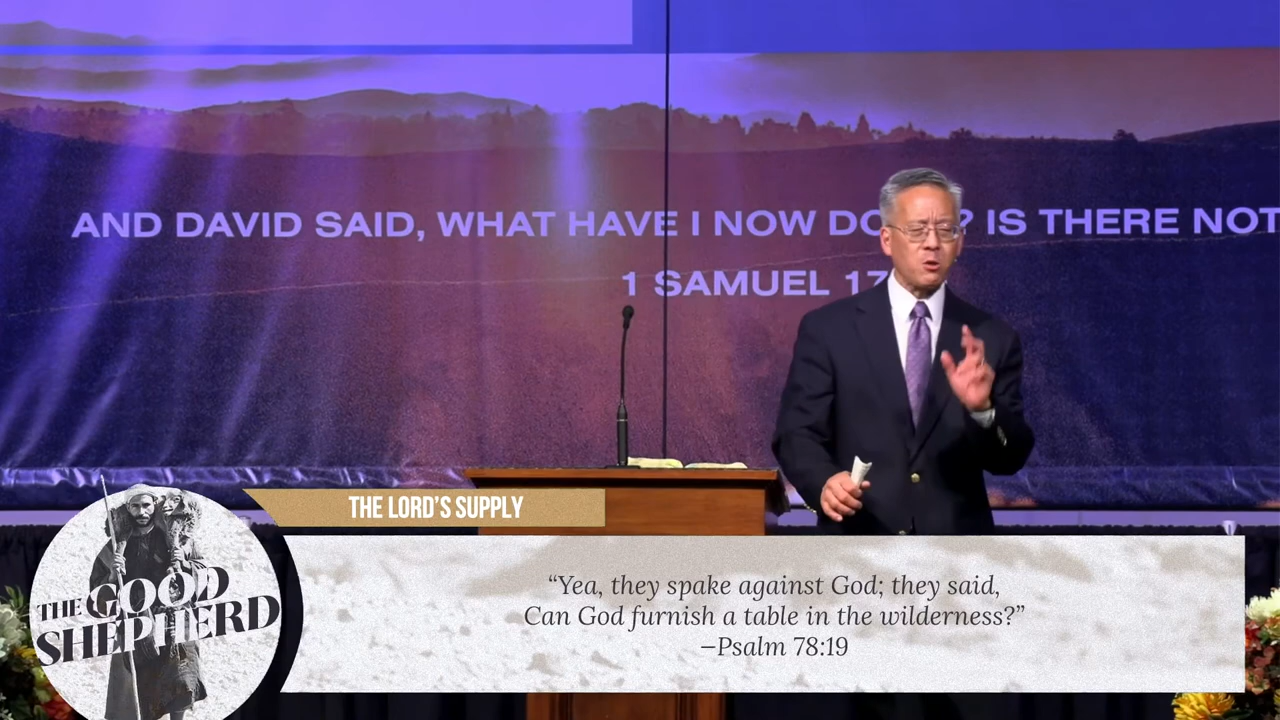 AND DAVID SAID, WHAT HAVE I NOW ? IS THERE NOT
1 SAMUEL 17
THE LORD'S SUPPLY
THE GOOD
SHEPHERD
“Yea, they spake against God; they said,
Can God furnish a table in the wilderness?”
—Psalm 78:19